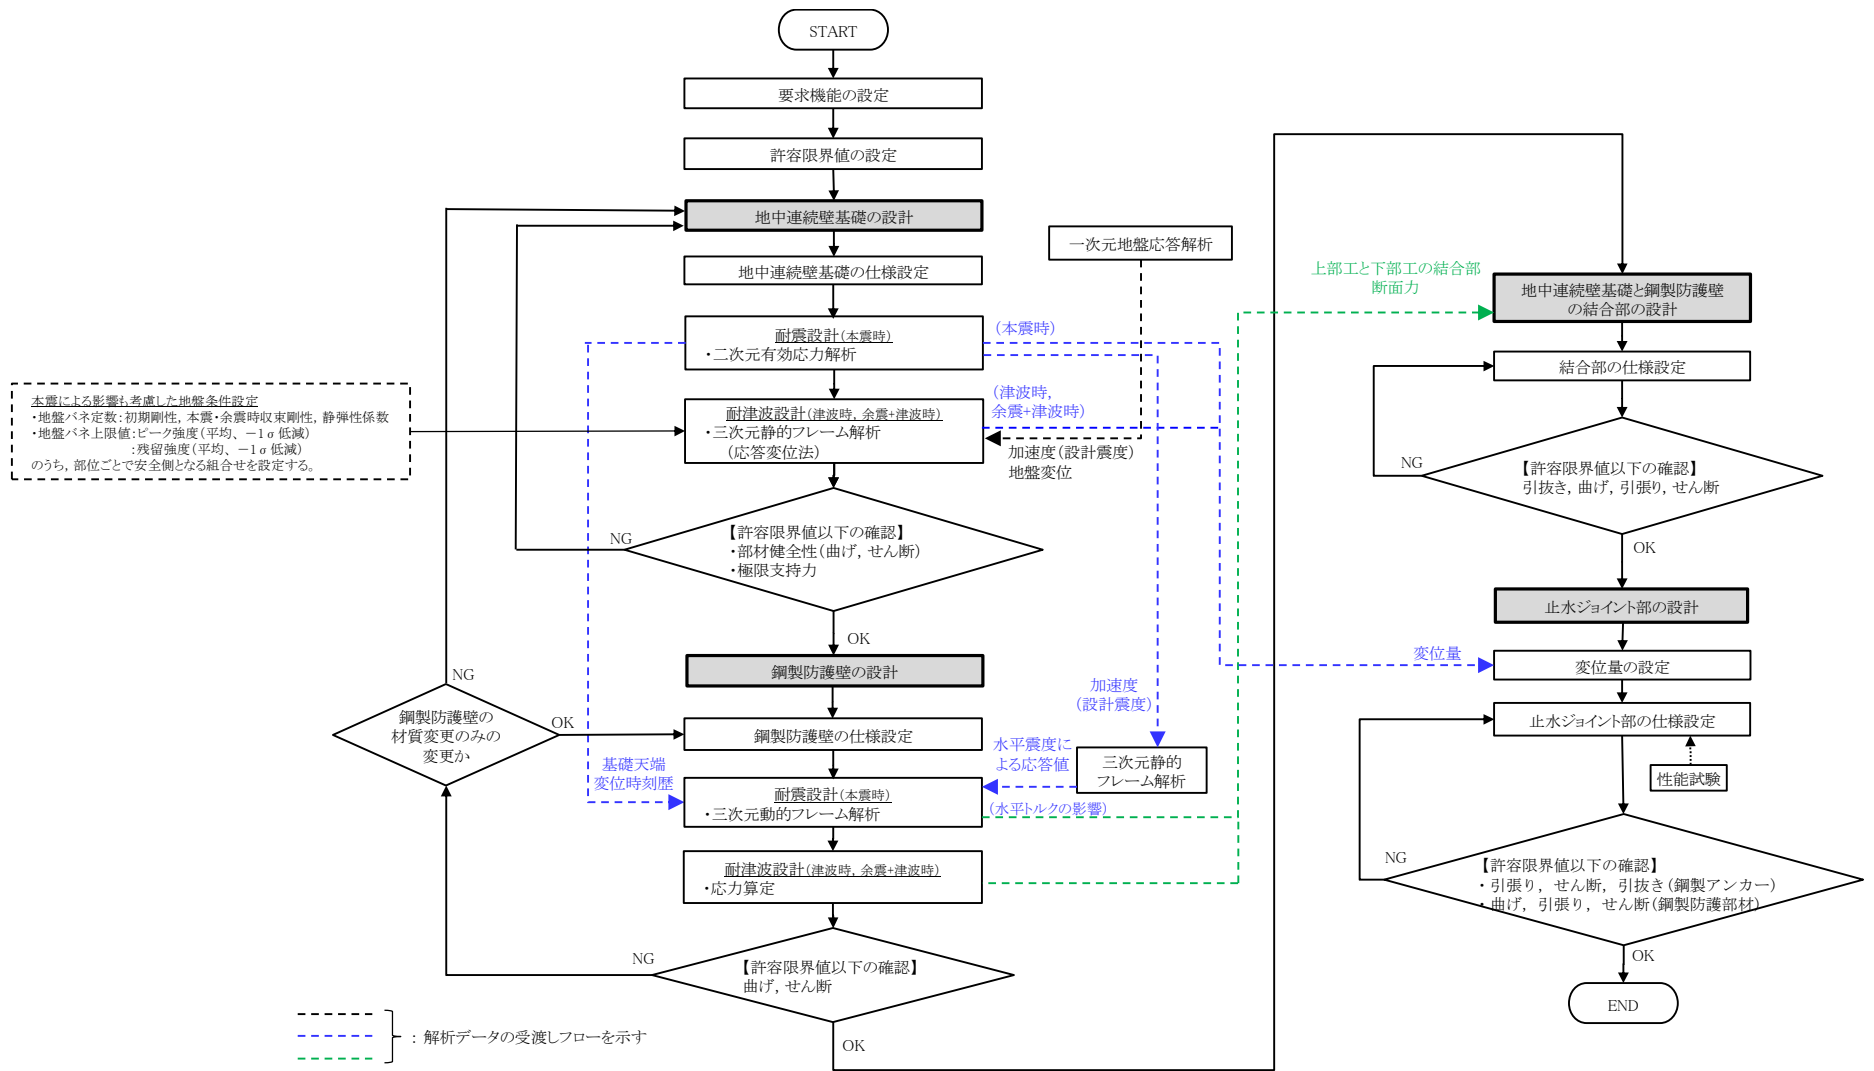 START
要求機能の設定
許容限界値の設定
地中連続壁基礎の設計
地中連続壁基礎の仕様設定
耐震設計(本震時)
・二次元有効応力解析
耐津波設計(津波時, 余震+津波時)
・三次元静的フレーム解析
(応答変位法)
本震による影響も考慮した地盤条件設定
・地盤バネ定数:初期剛性, 本震・余震時収束剛性, 静弾性係数
・地盤バネ上限値:ピーク強度(平均、-1σ低減)
:残留強度(平均、-1σ低減)
のうち, 部位ごとで安全側となる組合せを設定する。
一次元地盤応答解析
(本震時)
(津波時,
余震+津波時)
加速度(設計震度)
地盤変位
NG
【許容限界値以下の確認】
・部材健全性(曲げ, せん断)
・極限支持力
OK
鋼製防護壁の設計
NG
鋼製防護壁の
材質変更のみの
変更か
OK
鋼製防護壁の仕様設定
基礎天端
変位時刻歴
耐震設計(本震時)
・三次元動的フレーム解析
加速度
(設計震度)
水平震度に
よる応答値
(水平トルクの影響)
三次元静的
フレーム解析
耐津波設計(津波時, 余震+津波時)
・応力算定
NG
【許容限界値以下の確認】
曲げ, せん断
OK
: 解析データの受渡しフローを示す
上部工と下部工の結合部
断面力
地中連続壁基礎と鋼製防護壁
の結合部の設計
結合部の仕様設定
NG
【許容限界値以下の確認】
引抜き, 曲げ, 引張り, せん断
OK
止水ジョイント部の設計
変位量
変位量の設定
止水ジョイント部の仕様設定
性能試験
NG
【許容限界値以下の確認】
・引張り, せん断, 引抜き(鋼製アンカー)
・曲げ, 引張り, せん断(鋼製防護部材)
OK
END